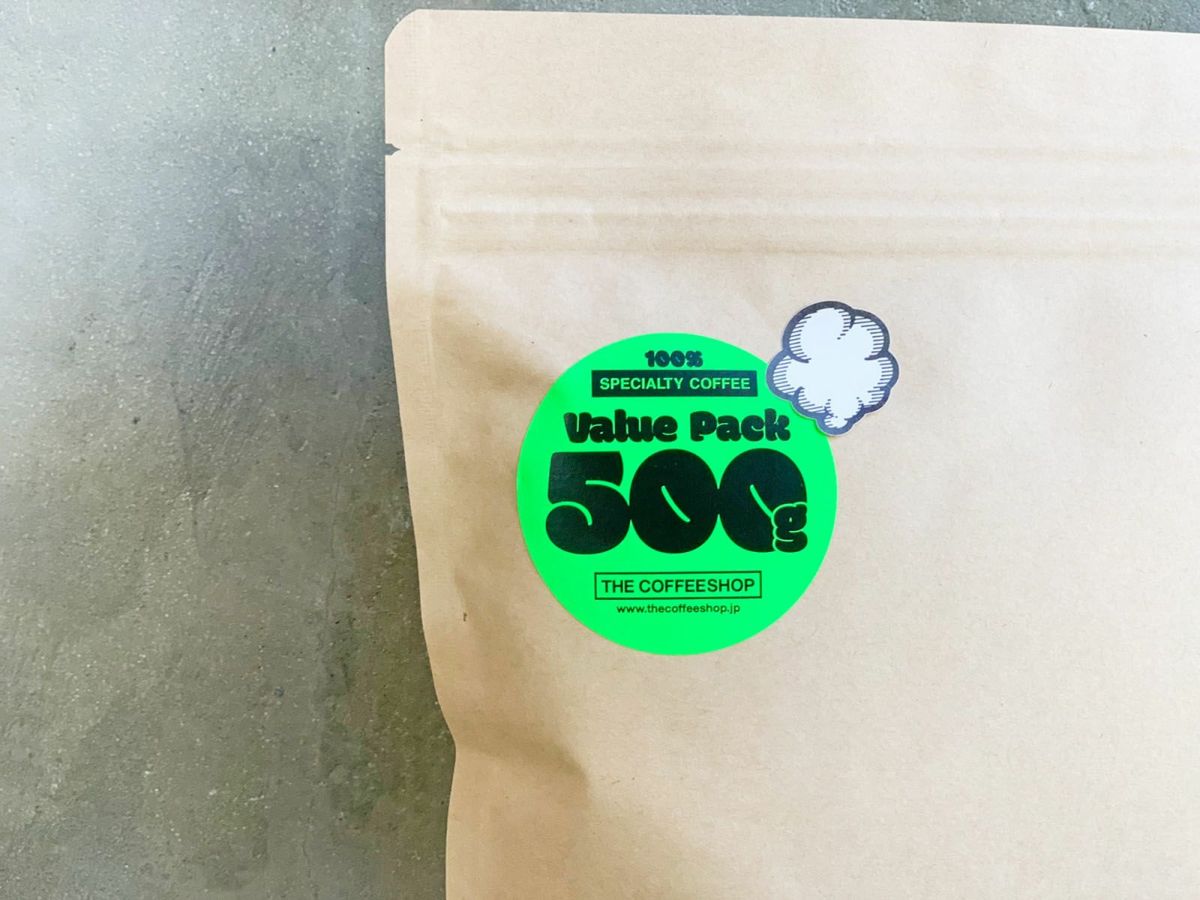 100%
SPECIALTY COFFEE
Value Pack
500g
THE COFFEESHOP
www.thecoffeeshop.jp